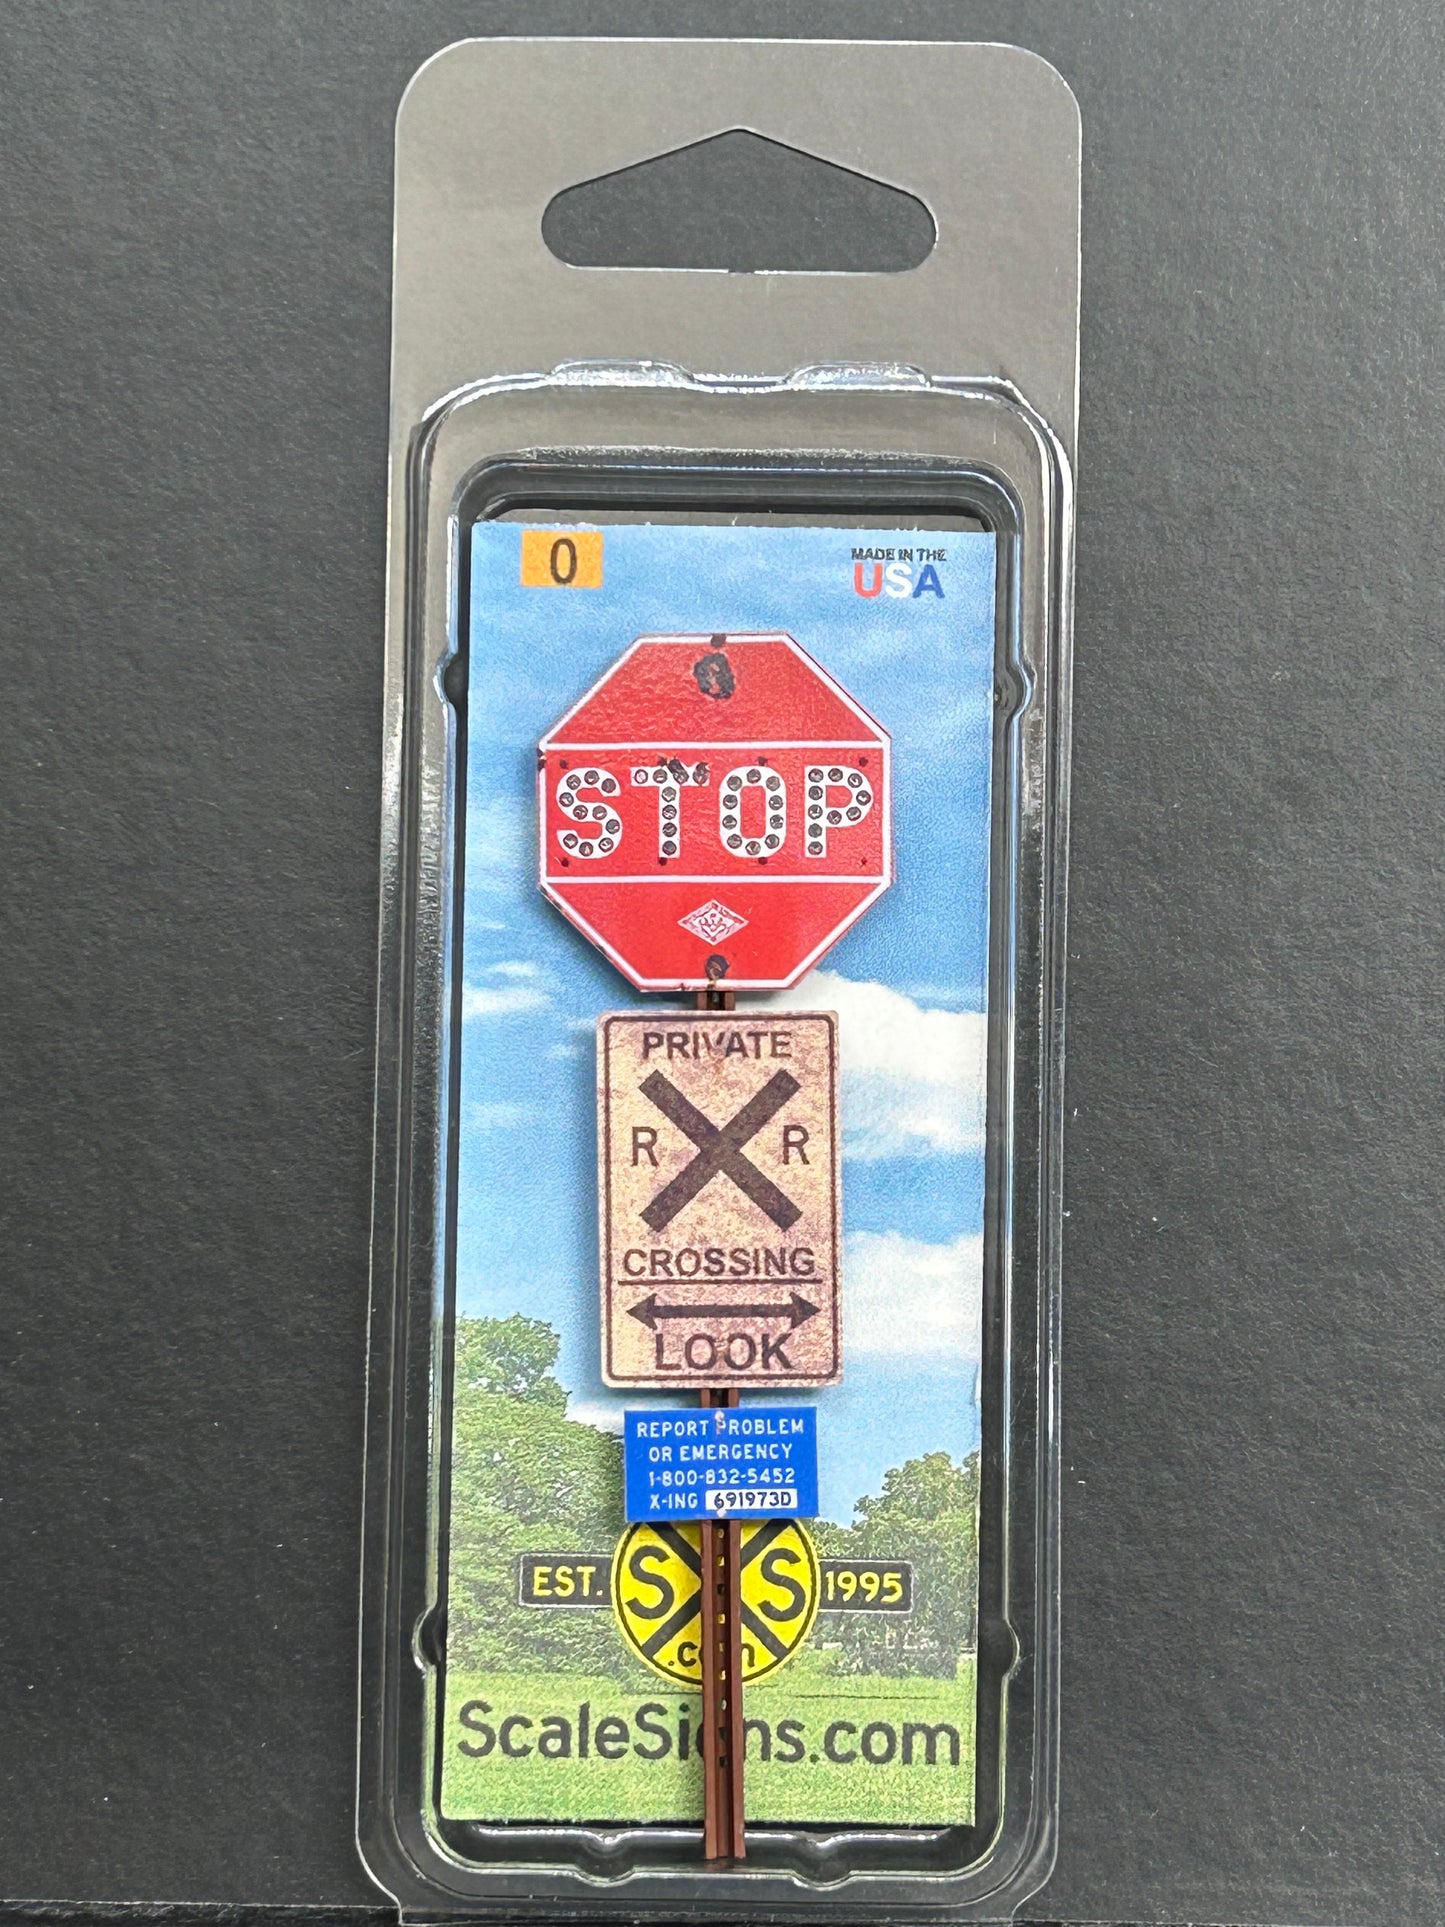 0
MADE IN THE
USA
STOP
PRIVATE
R R
CROSSING
LOOK
REPORT PROBLEM
OR EMERGENCY
1-800-832-5452
X-ING 691973D
EST. S S 1995
.com
ScaleSigns.com